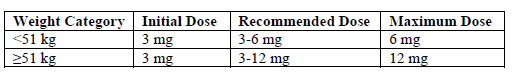 Weight Category Initial Dose Recommended Dose Maximum Dose
<51 kg 3 mg 3-6 mg 6 mg
≥51 kg 3 mg 3-12 mg 12 mg